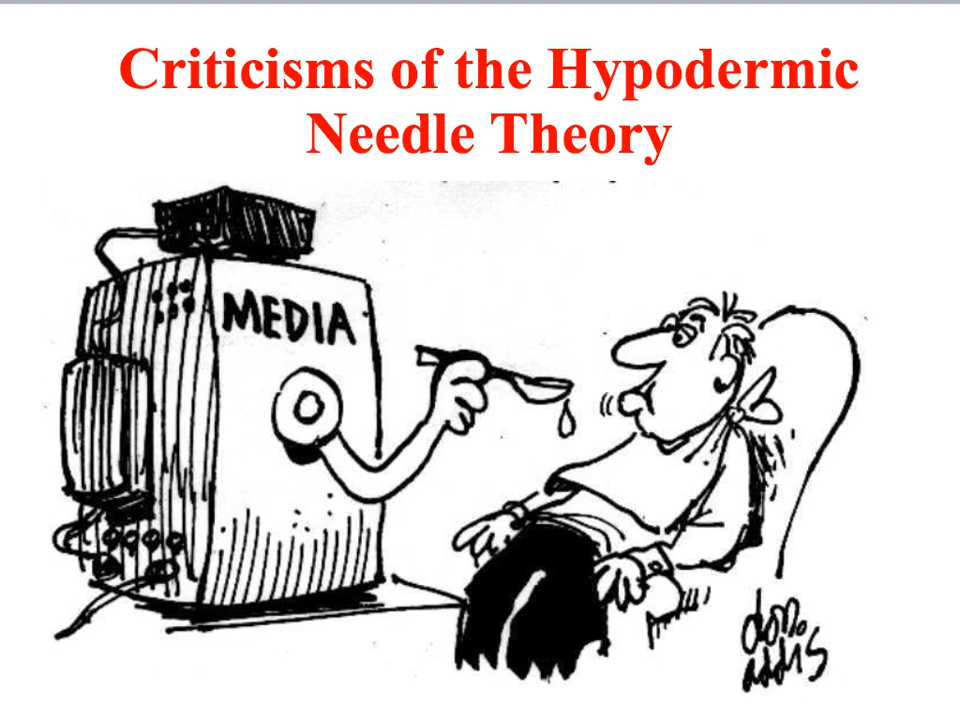 Criticisms of the Hypodermic
Needle Theory
MEDIA
don
addis